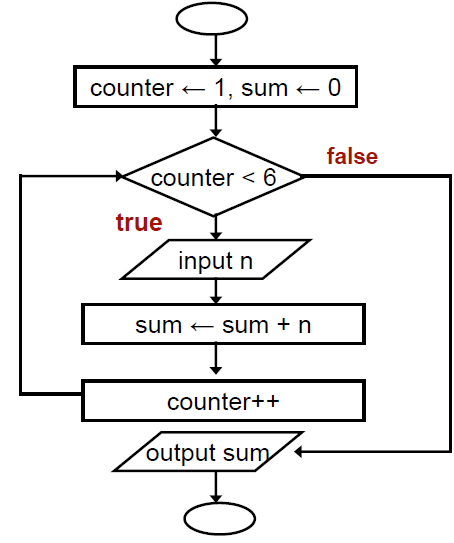 counter ← 1, sum ← 0
counter < 6
false
true
input n
sum ← sum + n
counter++
output sum